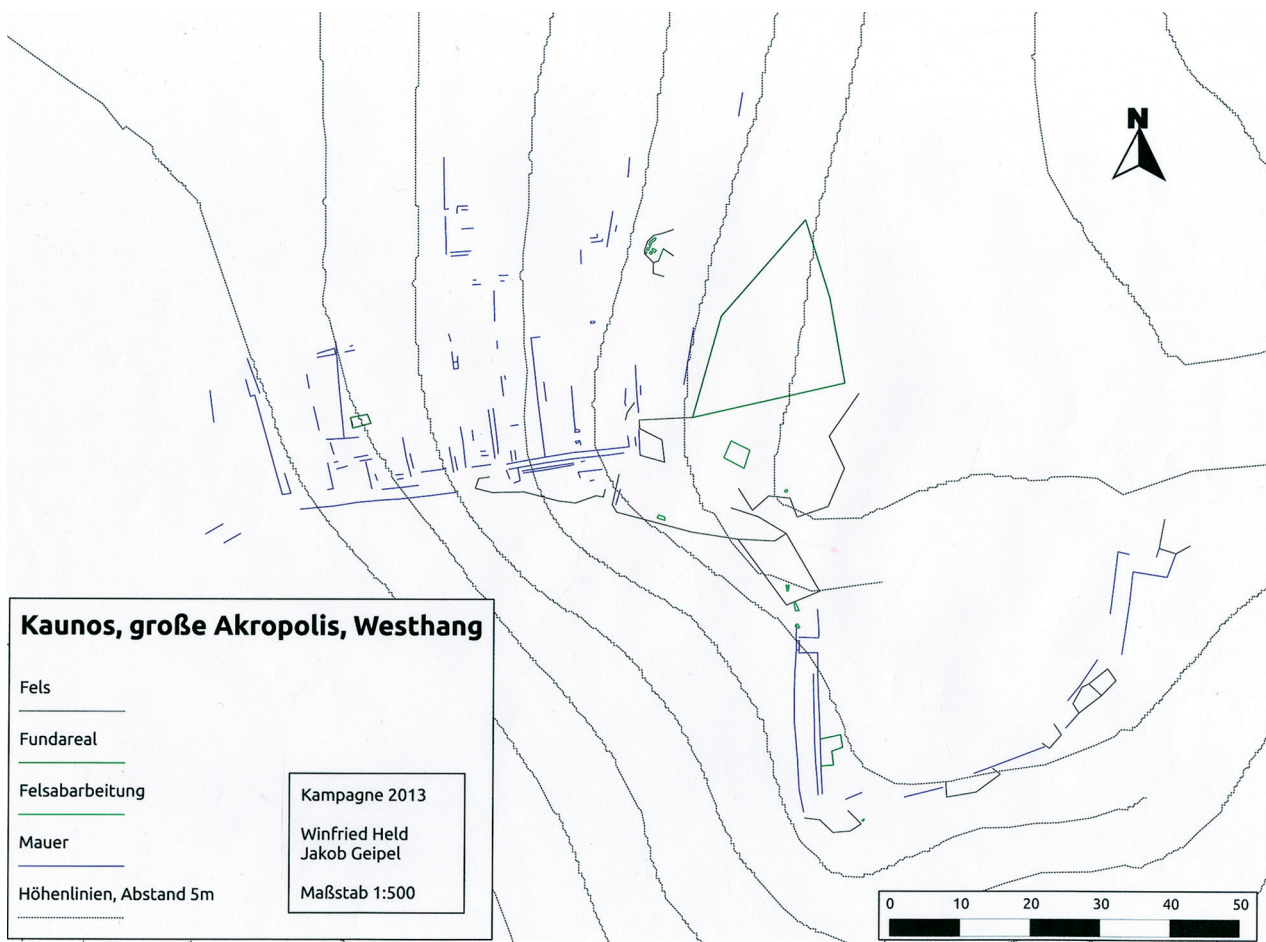 N
Kaunos, große Akropolis, Westhang
Fels
Fundareal
Felsabarbeitung
Mauer
Höhenlinien, Abstand 5m
Kampagne 2013
Winfried Held
Jakob Geipel
Maßstab 1:500
0 10 20 30 40 50